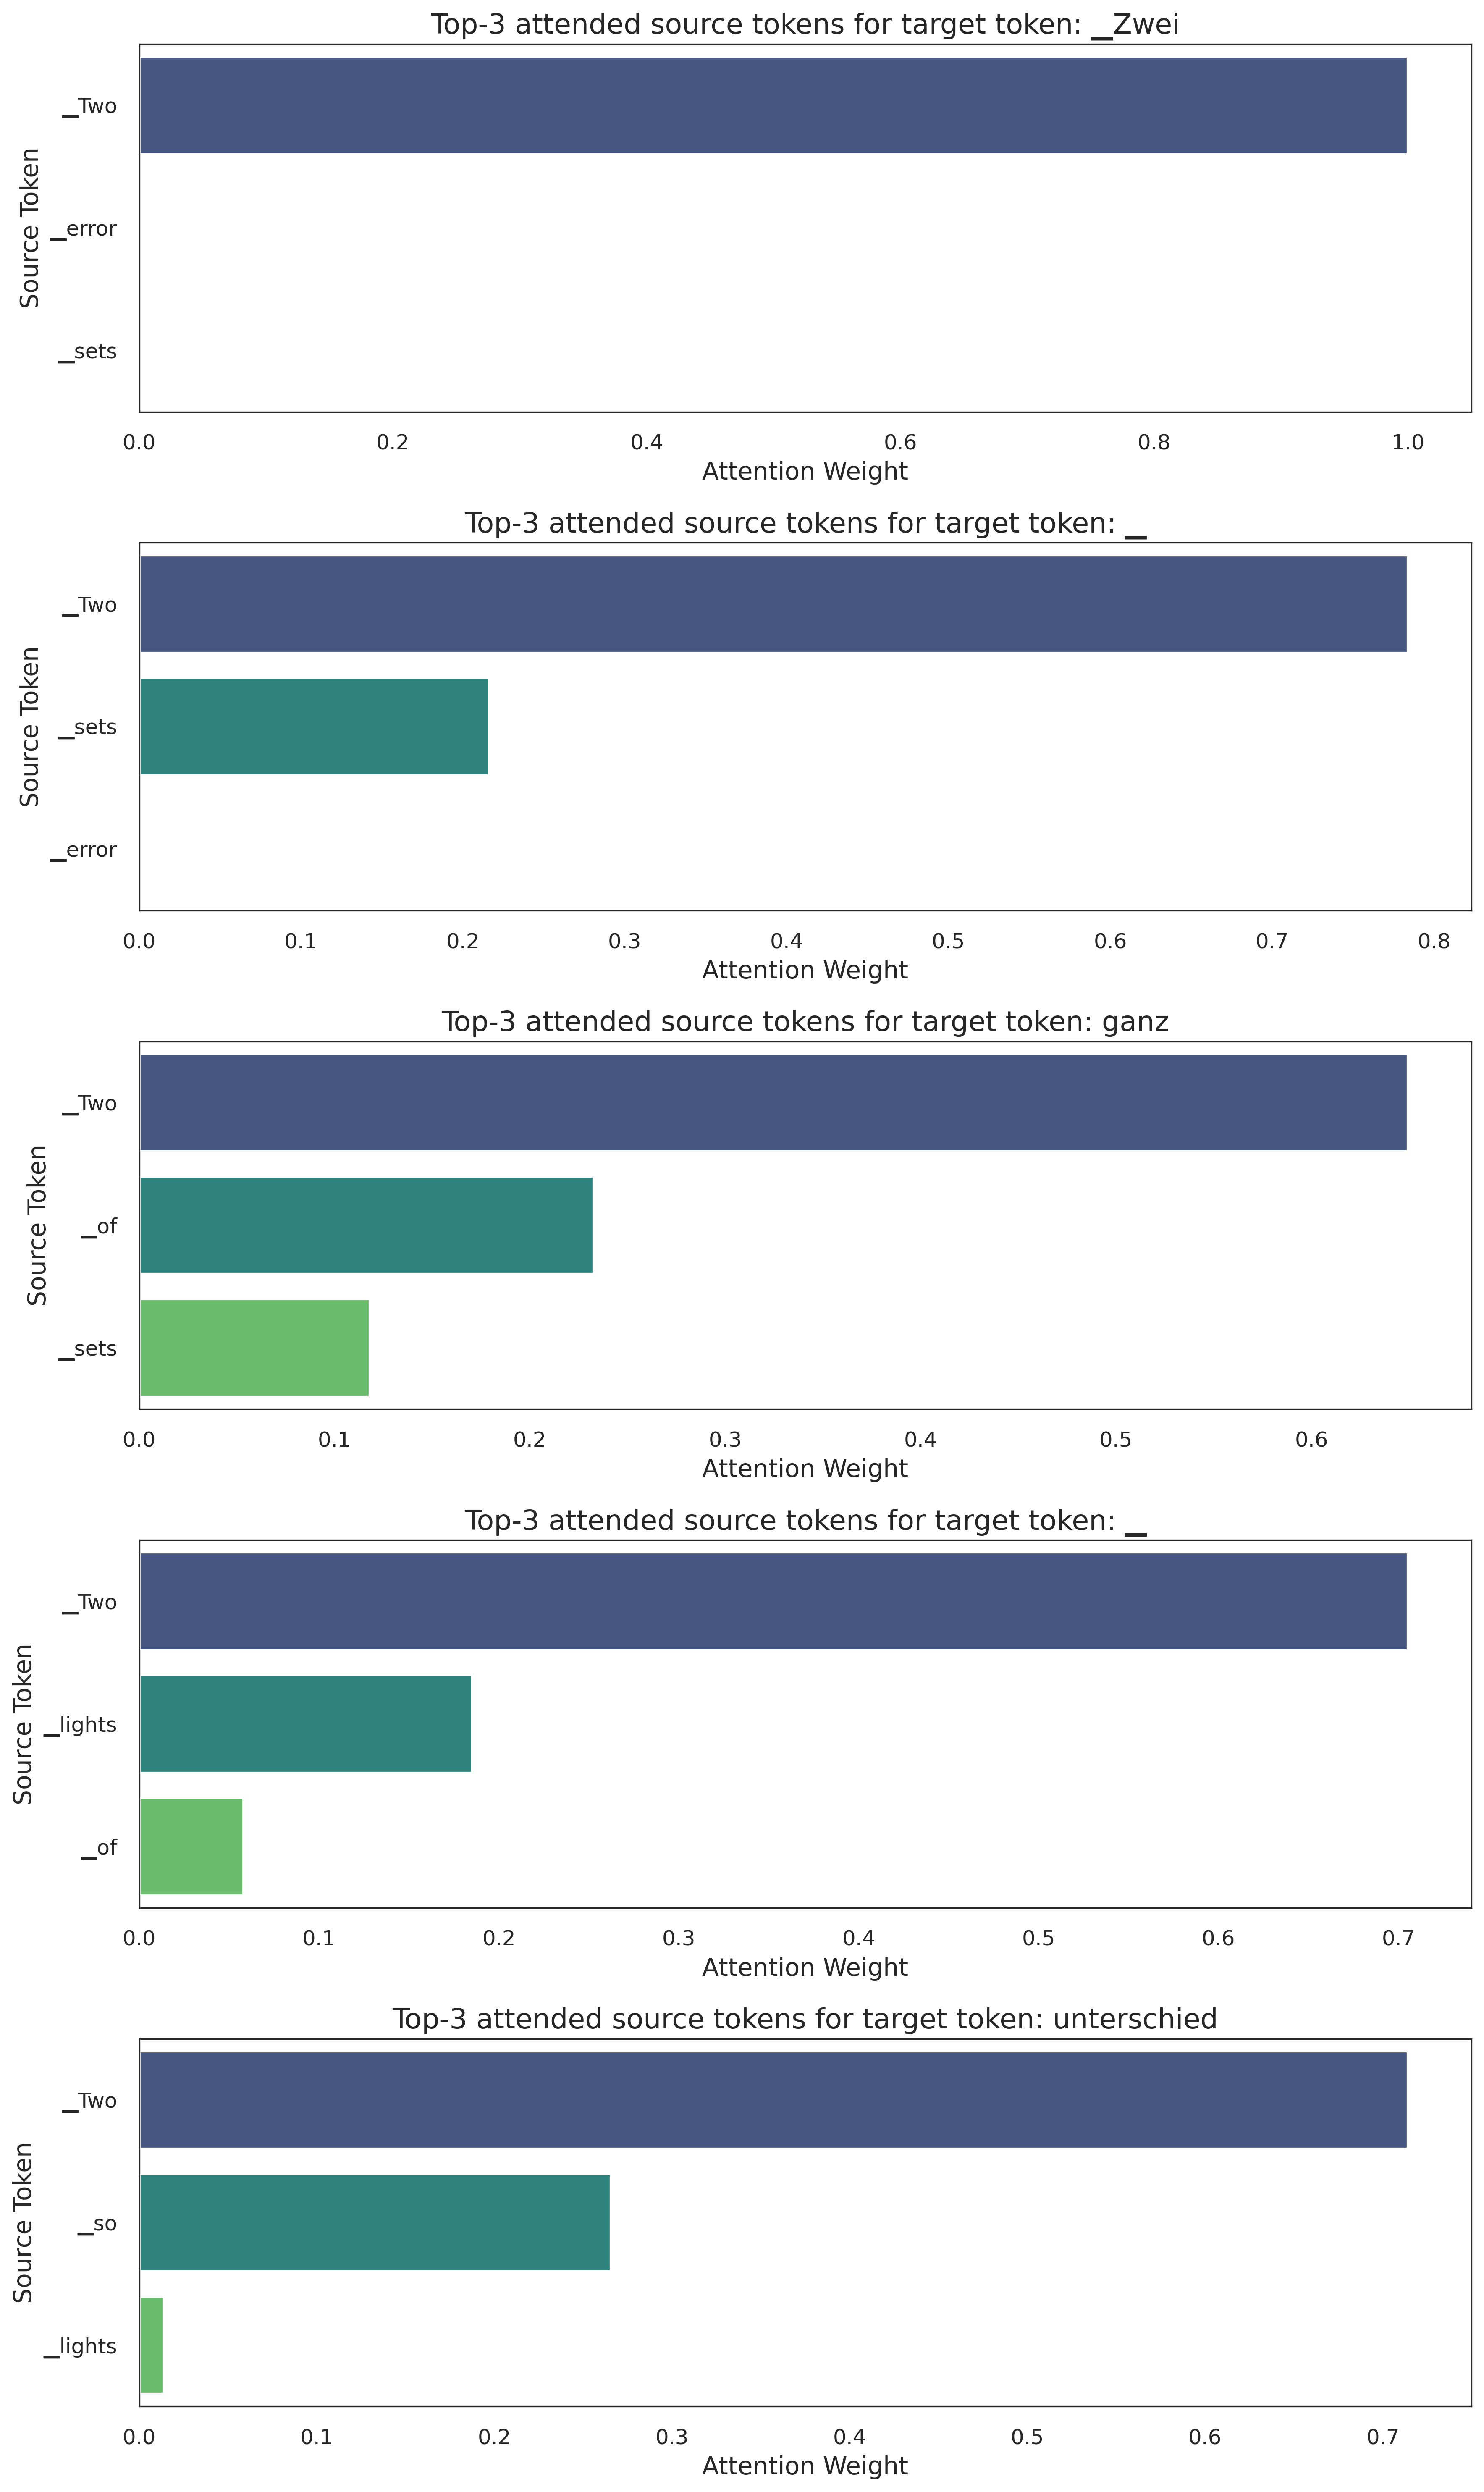 Top-3 attended source tokens for target token: ▁Zwei
Source Token
▁Two
▁error
▁sets
0.0 0.2 0.4 0.6 0.8 1.0
Attention Weight
Top-3 attended source tokens for target token: ▁
Source Token
▁Two
▁sets
▁error
0.0 0.1 0.2 0.3 0.4 0.5 0.6 0.7 0.8
Attention Weight
Top-3 attended source tokens for target token: ganz
Source Token
▁Two
▁of
▁sets
0.0 0.1 0.2 0.3 0.4 0.5 0.6
Attention Weight
Top-3 attended source tokens for target token: ▁
Source Token
▁Two
▁lights
▁of
0.0 0.1 0.2 0.3 0.4 0.5 0.6 0.7
Attention Weight
Top-3 attended source tokens for target token: unterschied
Source Token
▁Two
▁so
▁lights
0.0 0.1 0.2 0.3 0.4 0.5 0.6 0.7
Attention Weight